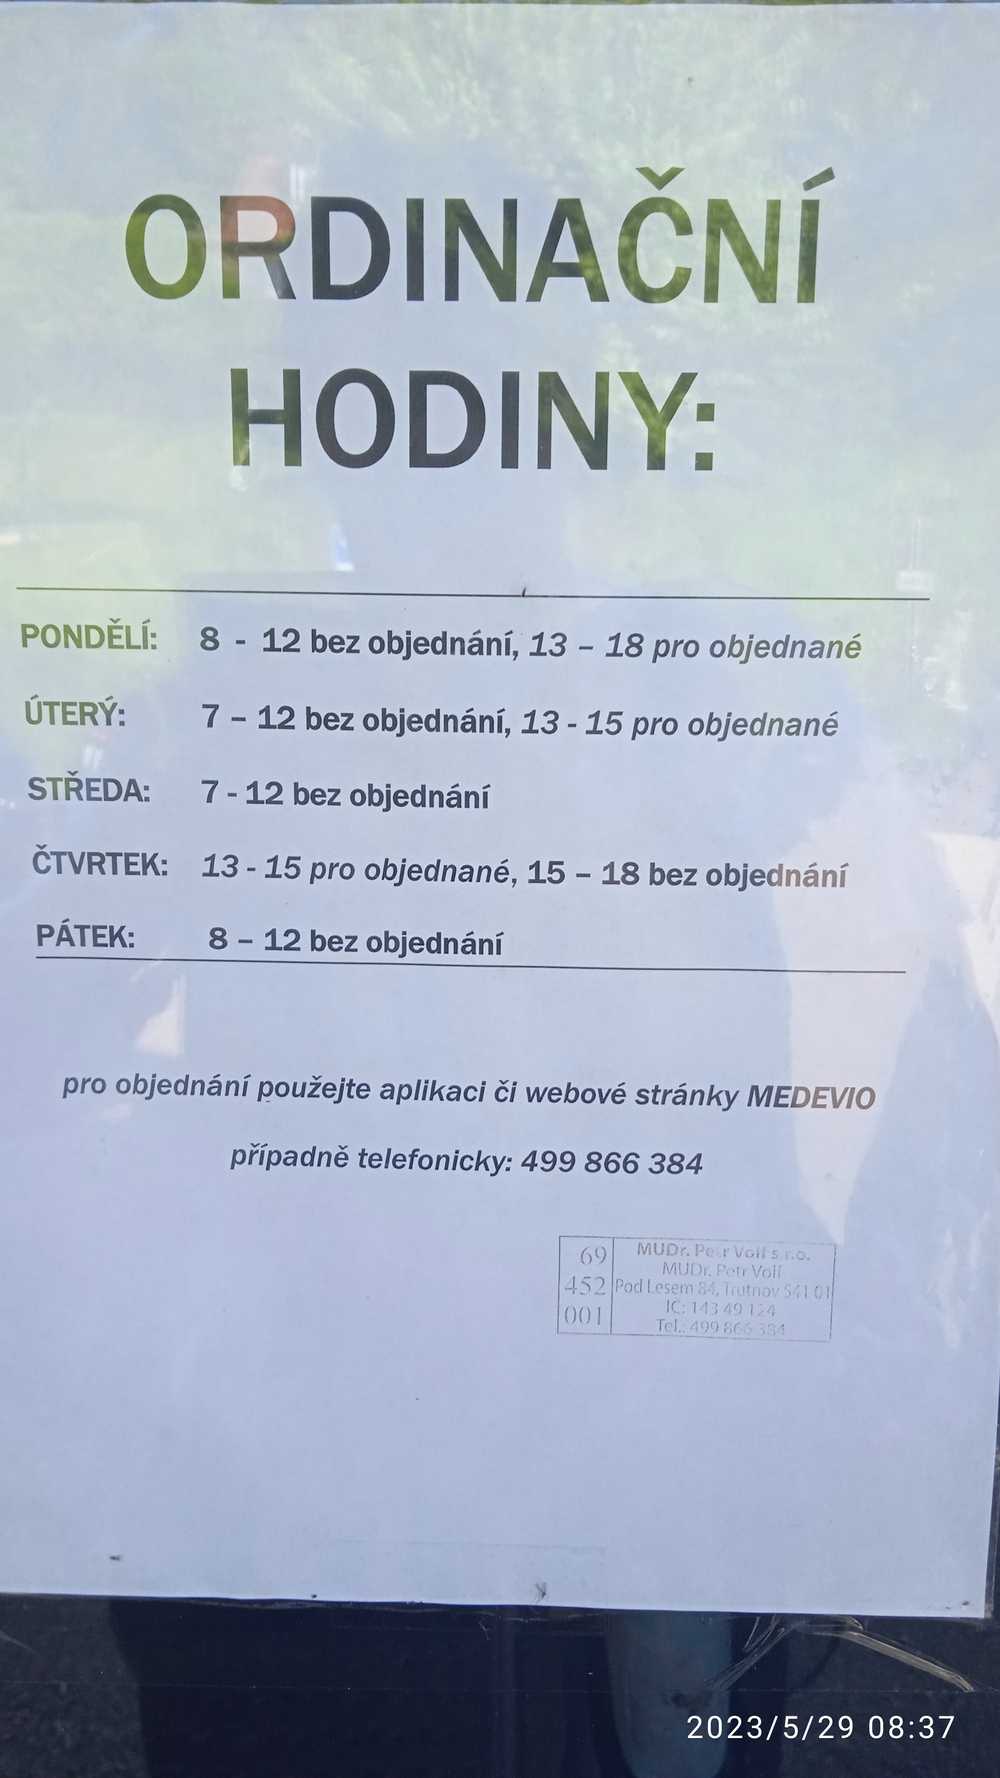 ORDINAČNÍ
HODINY:
PONDĚLÍ: 8 - 12 bez objednání, 13 – 18 pro objednané
ÚTERÝ: 7 – 12 bez objednání, 13 - 15 pro objednané
STŘEDA: 7 - 12 bez objednání
ČTVRTEK: 13 - 15 pro objednané, 15 – 18 bez objednání
PÁTEK: 8 – 12 bez objednání
pro objednání použejte aplikaci či webové stránky MEDEVIO
případně telefonicky: 499 866 384
69
452
001
MUDr. Petr Volf s r.o.
MUDr. Petr Volf
Pod Lesem 84, Trutnov 541 01
IČ: 143 49 124
Tel.: 499 866 384
2023/5/29 08:37